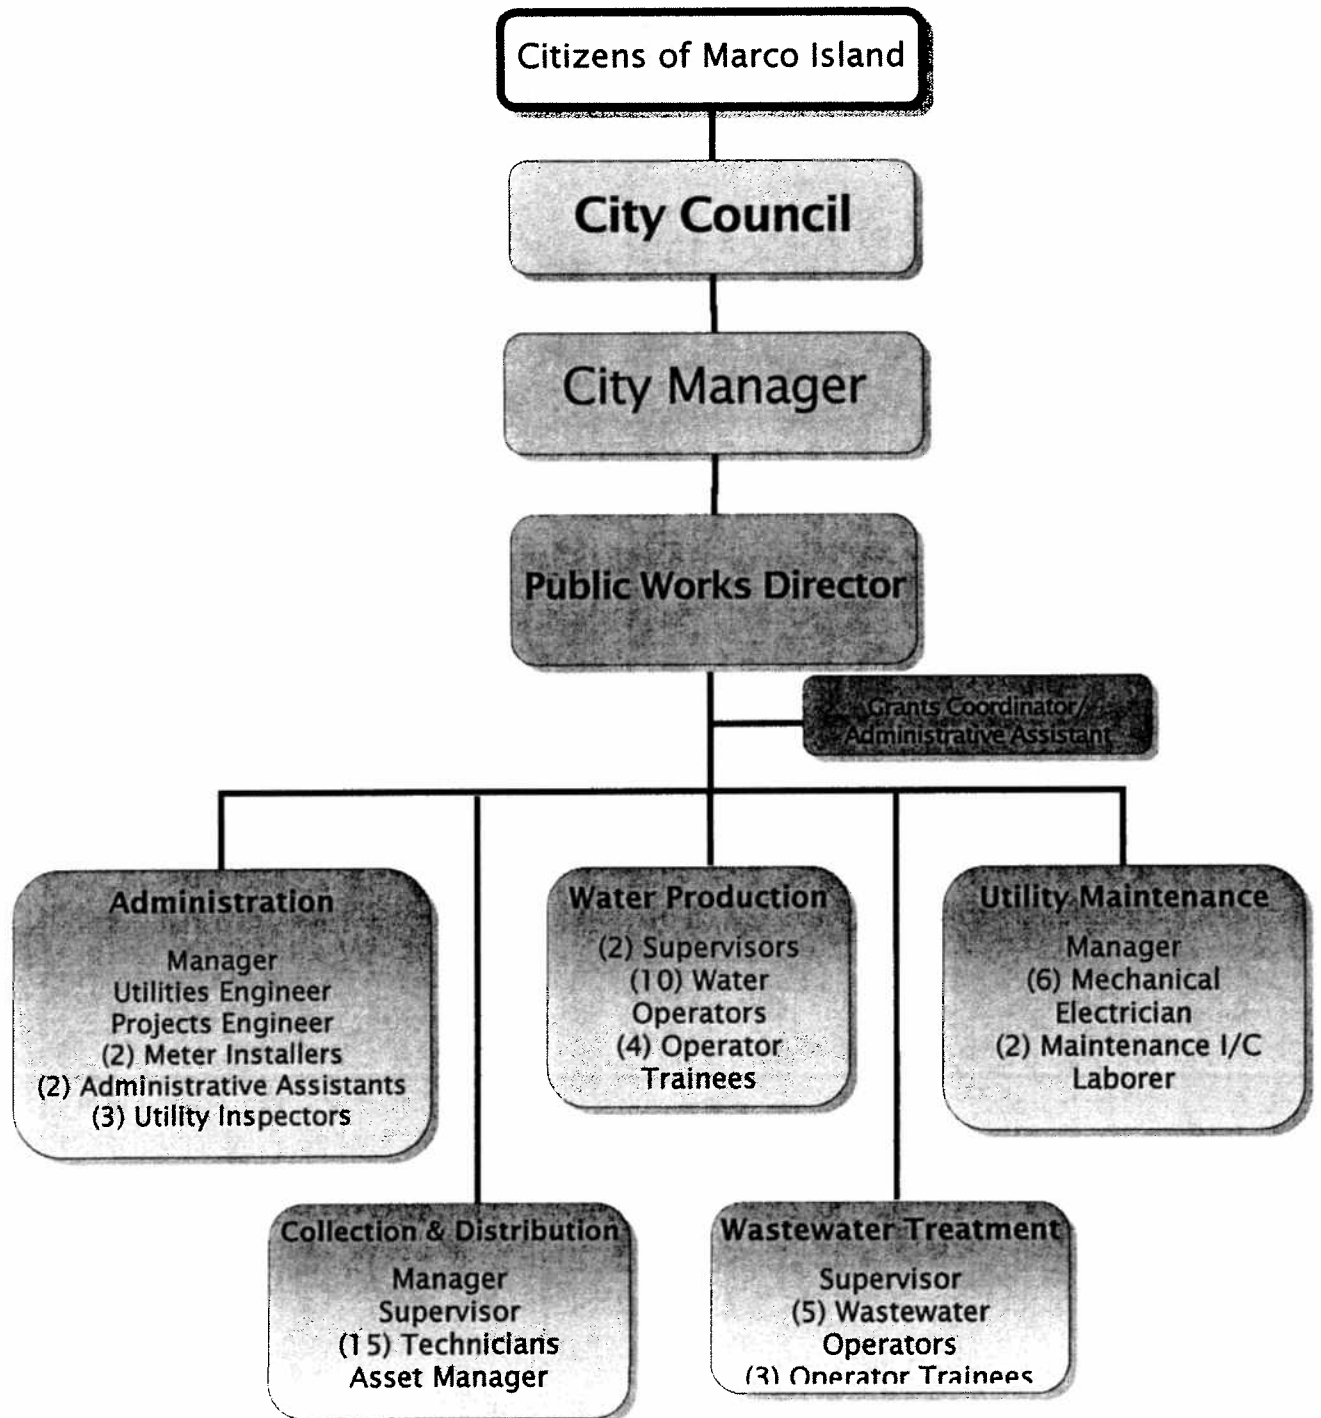 Citizens of Marco Island
City Council
City Manager
Public Works Director
Grants Coordinator/
Administrative Assistant
Administration
Manager
Utilities Engineer
Projects Engineer
(2) Meter Installers
(2) Administrative Assistants
(3) Utility Inspectors
Water Production
(2) Supervisors
(10) Water
Operators
(4) Operator
Trainees
Utility Maintenance
Manager
(6) Mechanical
Electrician
(2) Maintenance I/C
Laborer
Collection & Distribution
Manager
Supervisor
(15) Technicians
Asset Manager
Wastewater Treatment
Supervisor
(5) Wastewater
Operators
(3) Operator Trainees